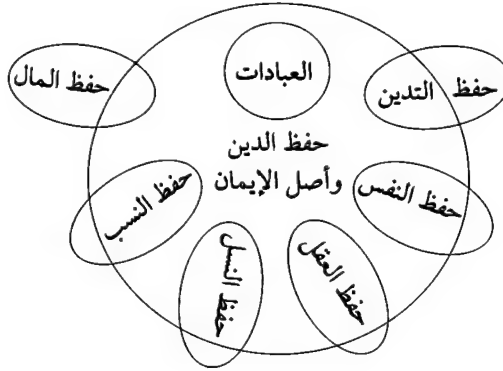 العبادات
حفظ التدين
حفظ المال
حفظ الدين
وأصل الإيمان
حفظ النفس
حفظ النسب
حفظ العقل
حفظ النسل